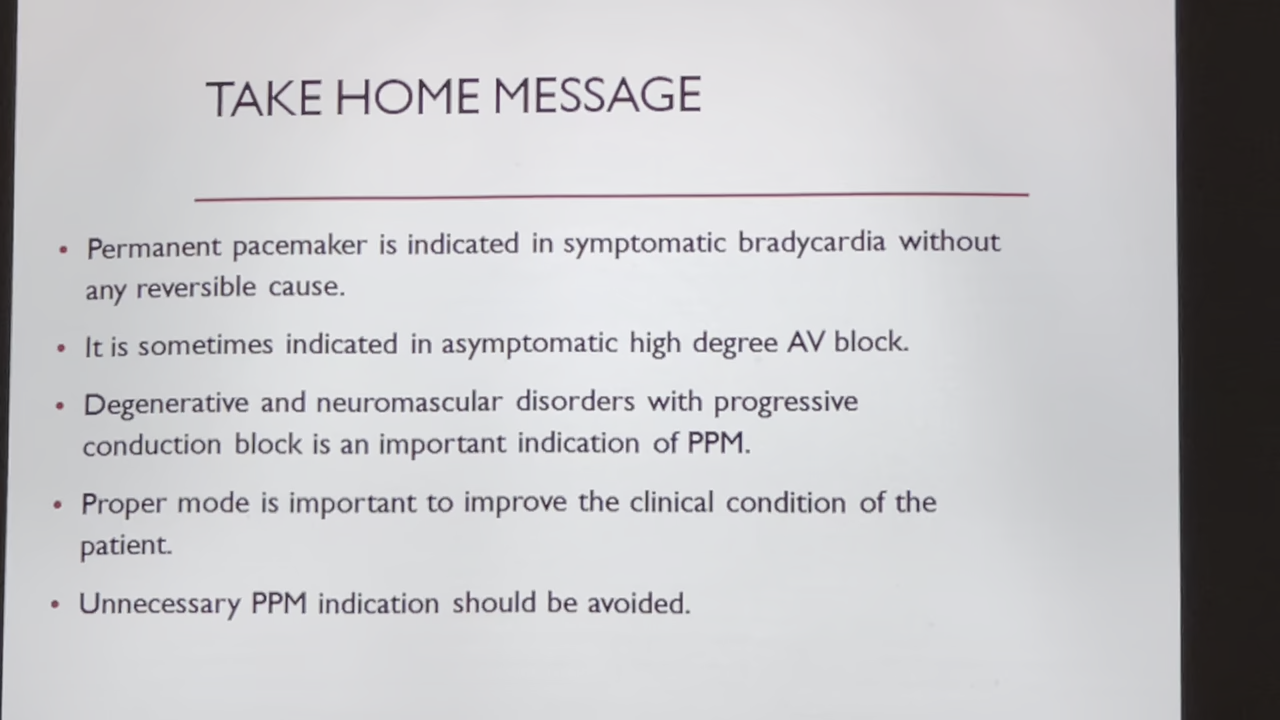 TAKE HOME MESSAGE
• Permanent pacemaker is indicated in symptomatic bradycardia without
any reversible cause.
• It is sometimes indicated in asymptomatic high degree AV block.
• Degenerative and neuromascular disorders with progressive
conduction block is an important indication of PPM.
• Proper mode is important to improve the clinical condition of the
patient.
• Unnecessary PPM indication should be avoided.